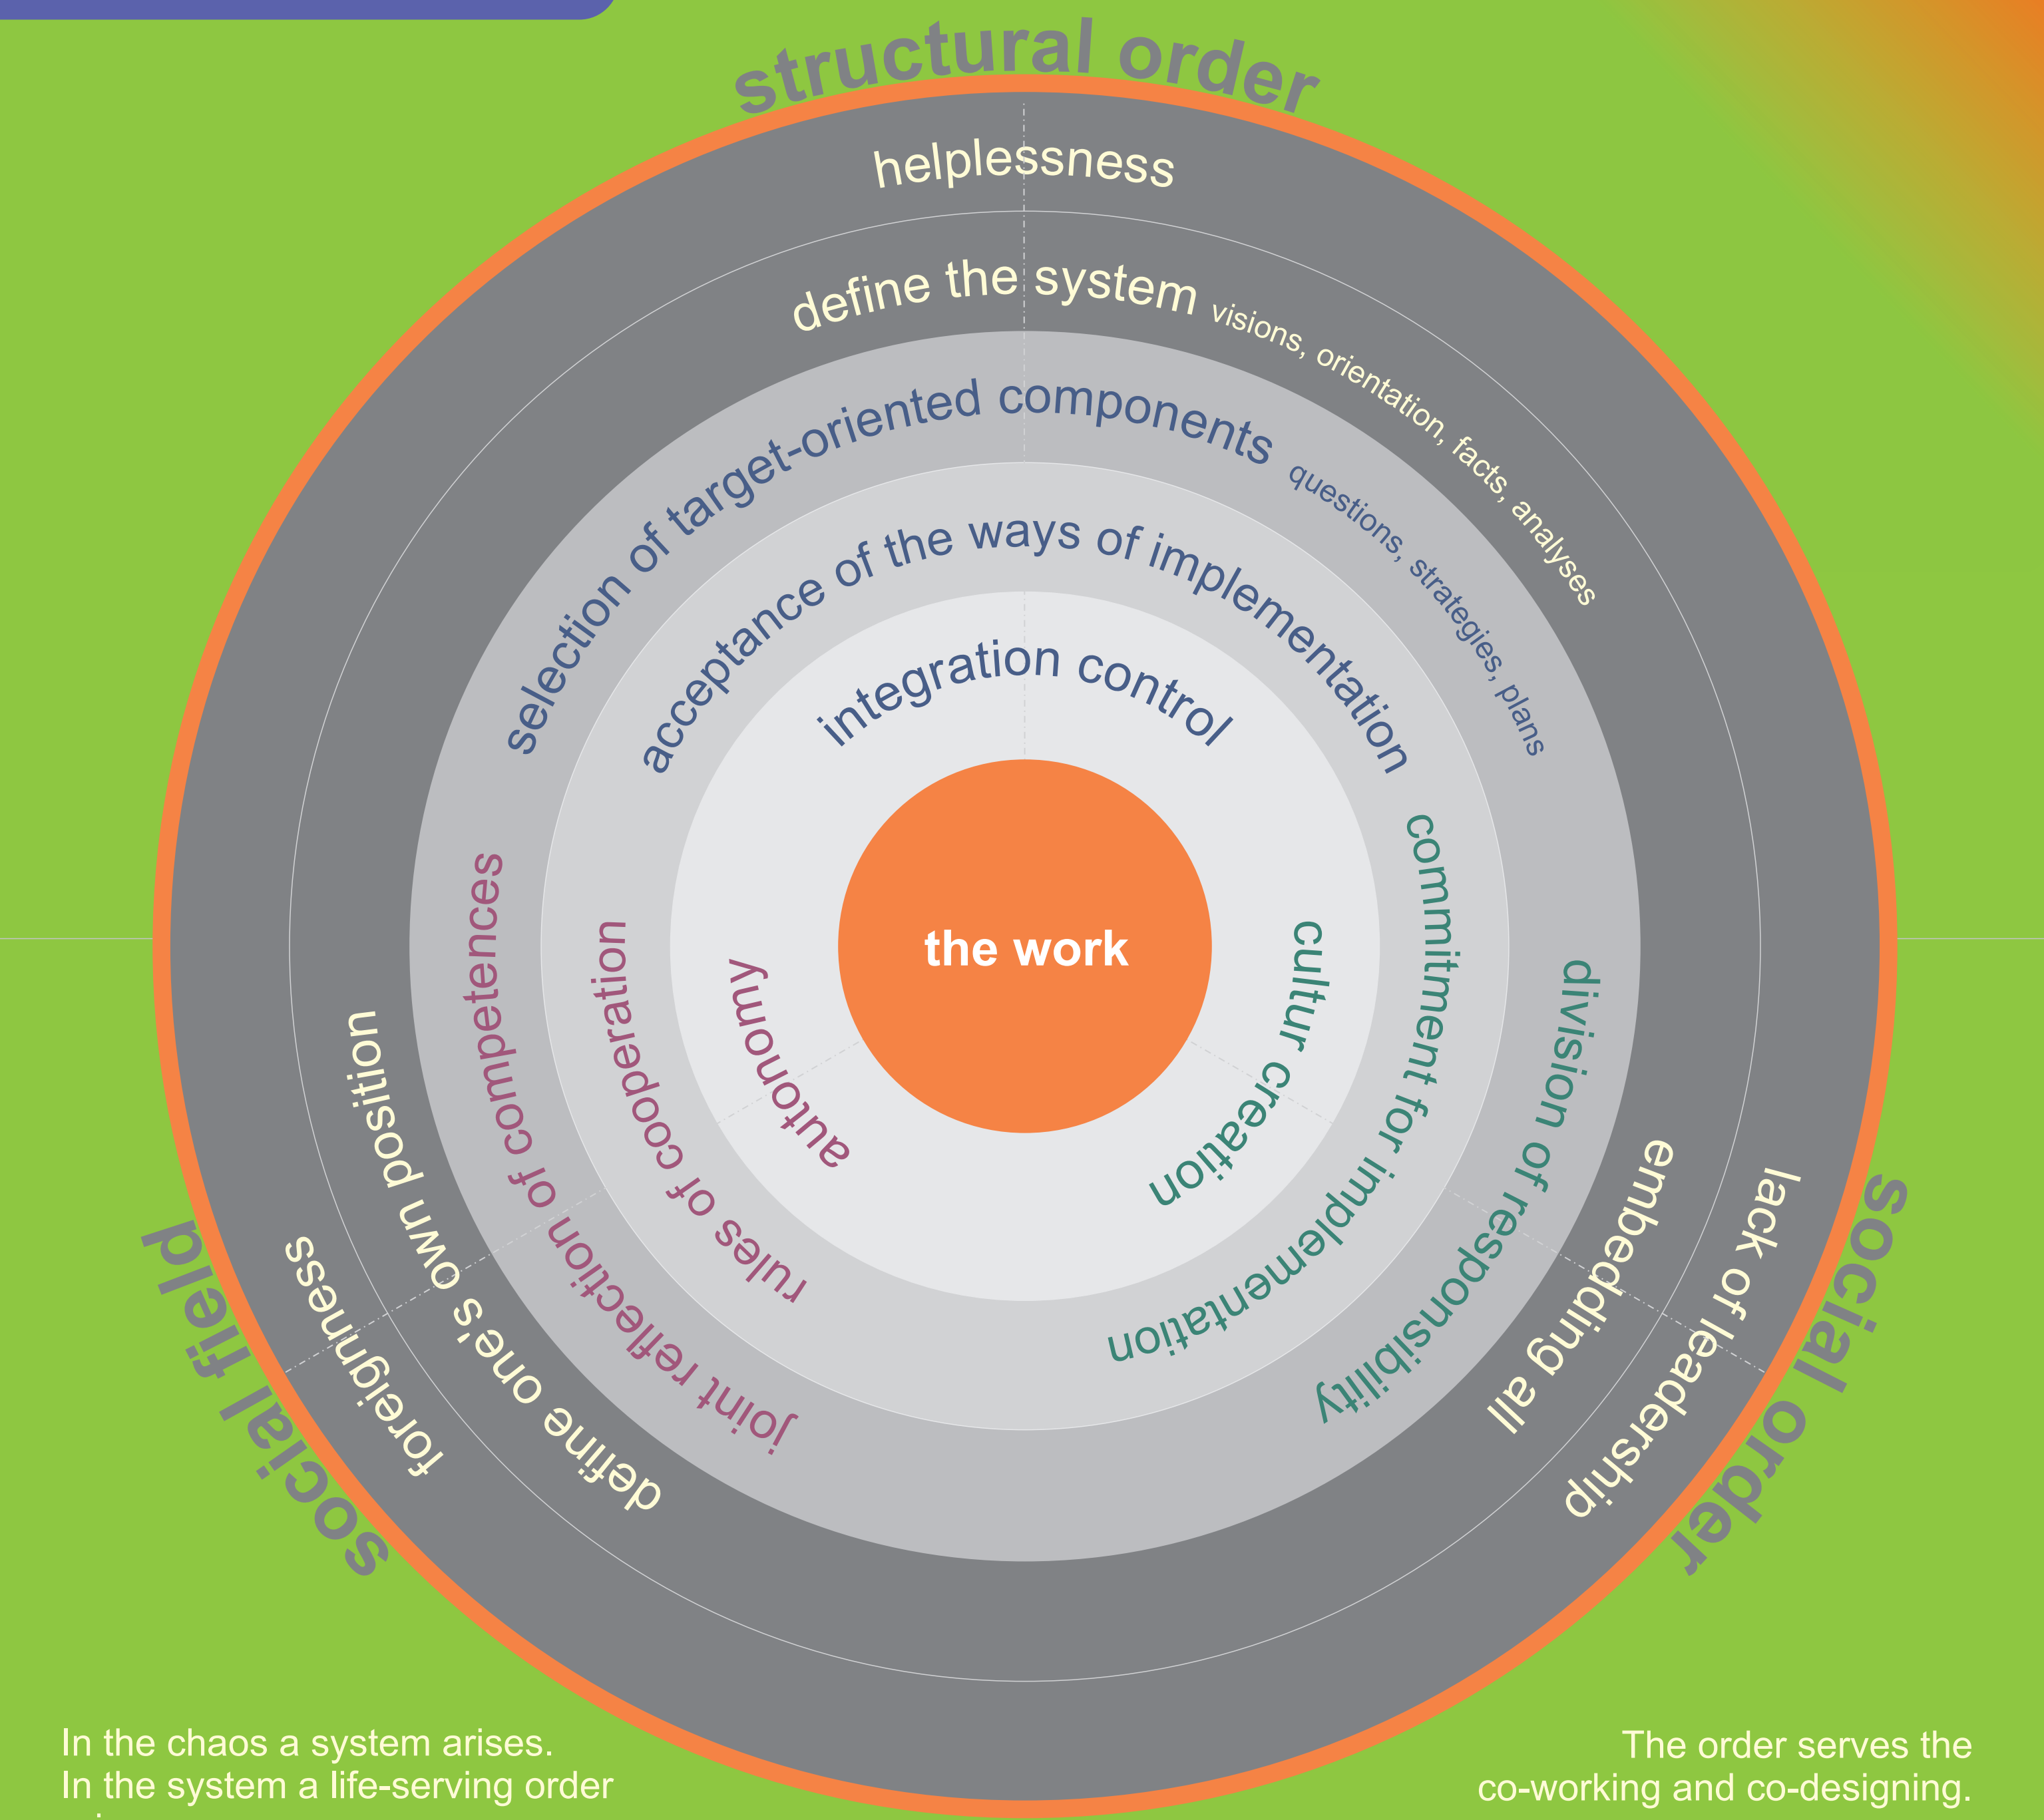 structural order
helplessness
define the system visions, orientation, facts, analyses
selection of target-oriented components questions, strategies, plans
acceptance of the ways of implementation
integration control
the work
culture creation
commitment for implementation
division of responsibility
embedding all
lack of leadership
social order
autonomy
rules of cooperation
joint reflection of competences
define one's own position
foreignness
social ffield
In the chaos a system arises.
In the system a life-serving order
The order serves the
co-working and co-designing.